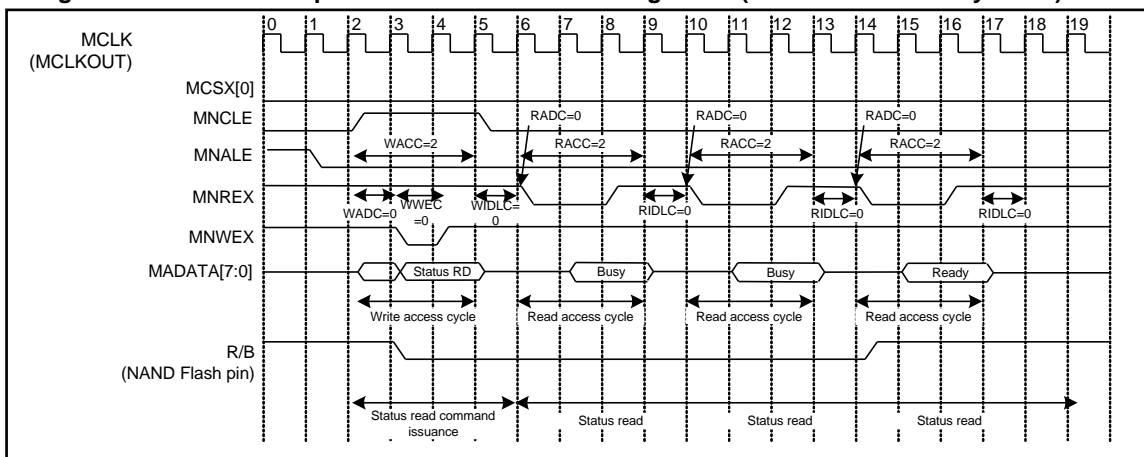 0 1 2 3 4 5 6 7 8 9 10 11 12 13 14 15 16 17 18 19
MCLK
(MCLKOUT)
MCSX[0]
MNCLE
RADC=0 RADC=0 RADC=0
WACC=2 RACC=2 RACC=2 RACC=2
MNALE
MNREX
WADC=0 WWEC
=0 WIDLC=
0 RIDLC=0 RIDLC=0 RIDLC=0
MNWEX
MADATA[7:0] Status RD Busy Busy Ready
Write access cycle Read access cycle Read access cycle Read access cycle
R/B
(NAND Flash pin)
Status read command
issuance Status read Status read Status read